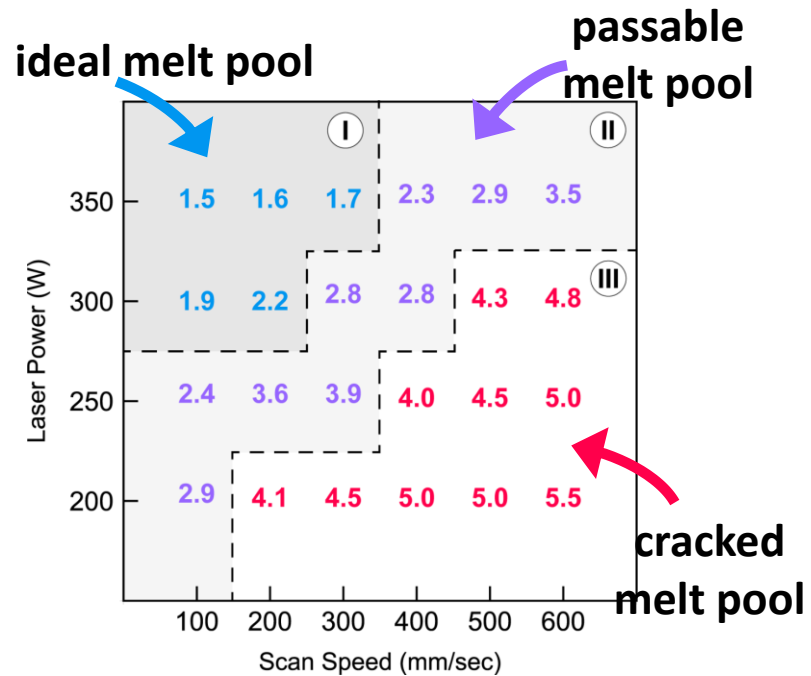 passable
ideal melt pool
melt pool
I
II
350
1.5 1.6 1.7 2.3 2.9 3.5
III
300
1.9 2.2 2.8 2.8 4.3 4.8
250
2.4 3.6 3.9 4.0 4.5 5.0
200
2.9 4.1 4.5 5.0 5.0 5.5
Laser Power (W)
cracked
melt pool
100 200 300 400 500 600
Scan Speed (mm/sec)